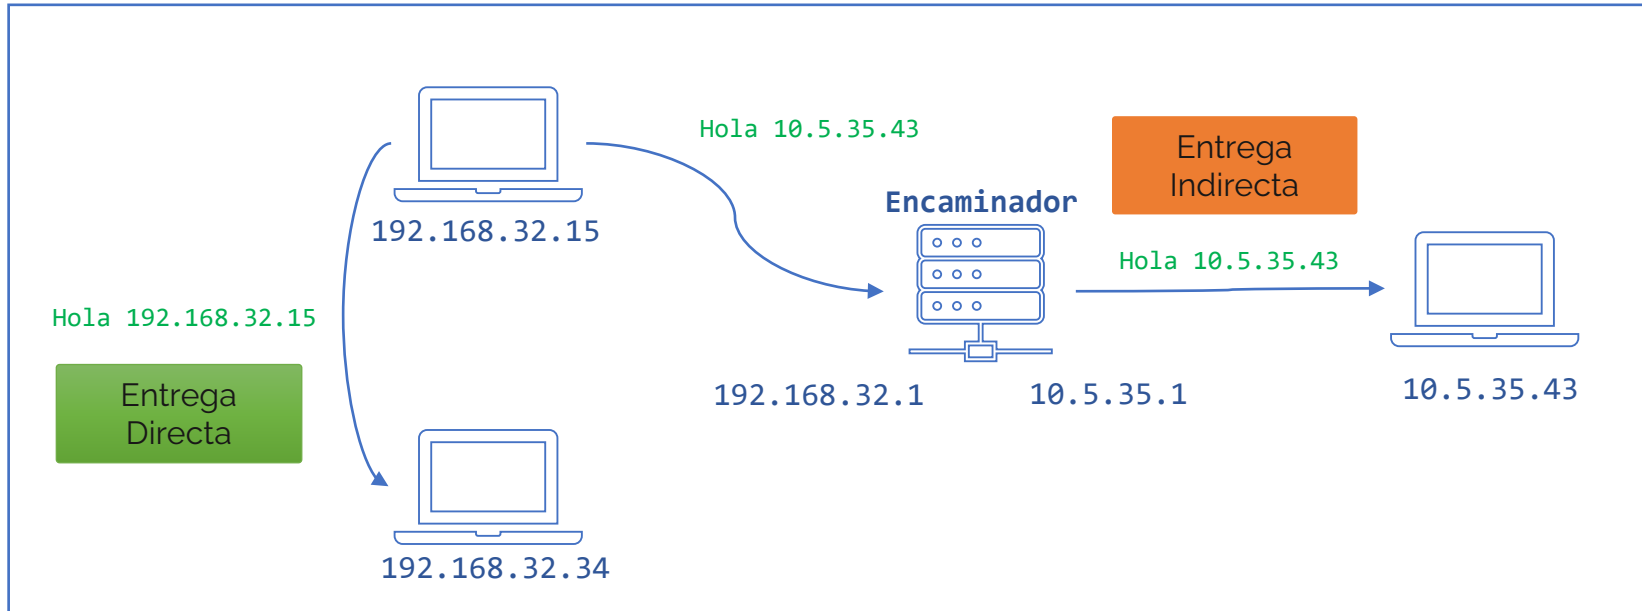 Hola 10.5.35.43
Entrega
Indirecta
Encaminador
192.168.32.15
Hola 10.5.35.43
Hola 192.168.32.15
Entrega
Directa
192.168.32.1
10.5.35.1
10.5.35.43
192.168.32.34